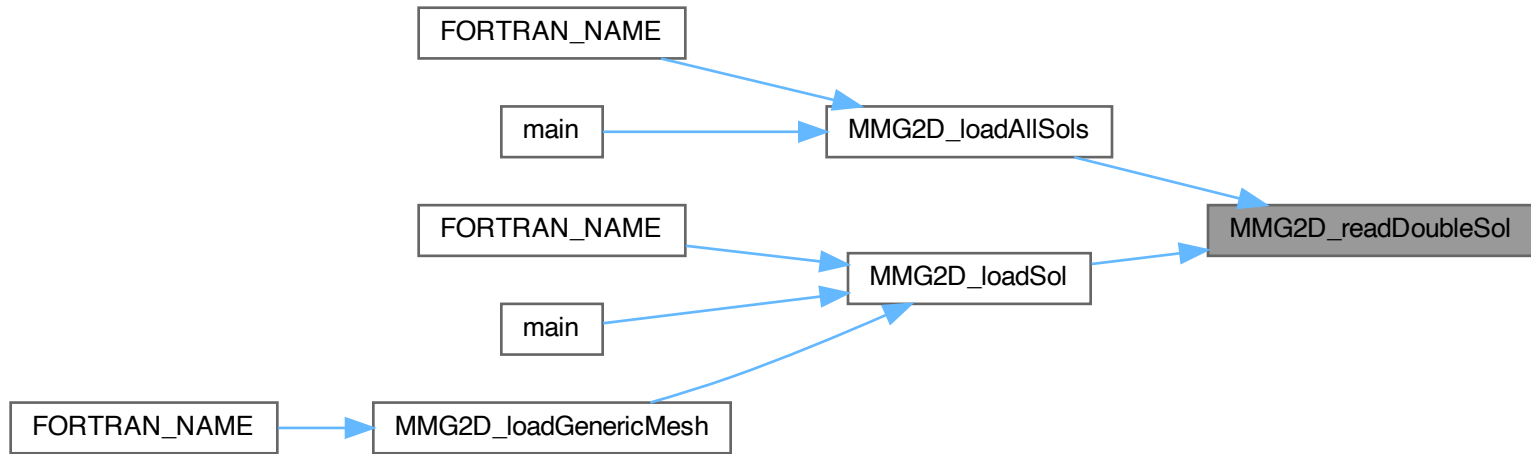 FORTRAN_NAME
main
MMG2D_loadAllSols
FORTRAN_NAME
MMG2D_readDoubleSol
MMG2D_loadSol
main
FORTRAN_NAME
MMG2D_loadGenericMesh